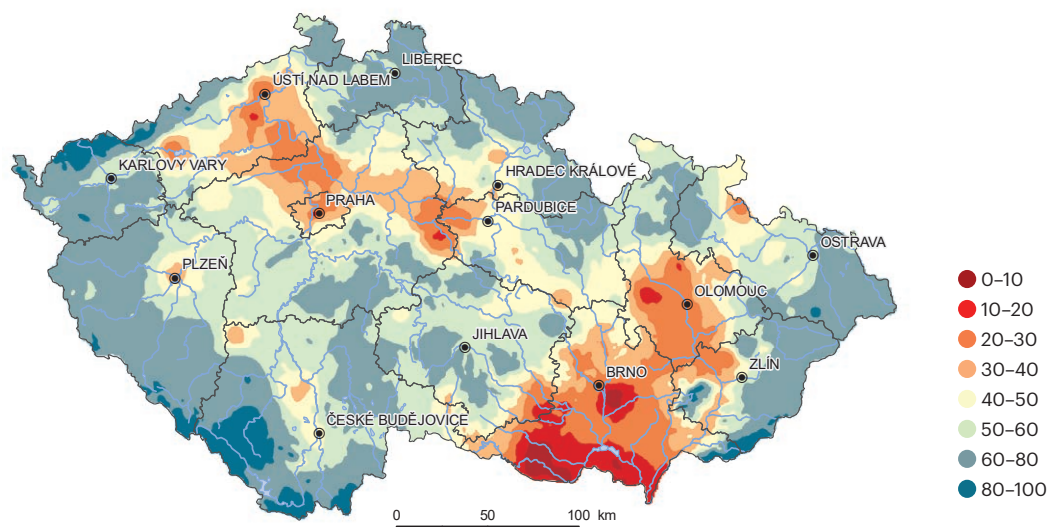 LIBEREC
ÚSTÍ NAD LABEM
KARLOVY VARY
HRADEC KRÁLOVÉ
PRAHA
PARDUBICE
OSTRAVA
PLZEŇ
OLOMOUC
JIHLAVA
ZLÍN
BRNO
ČESKÉ BUDĚJOVICE
0–10
10–20
20–30
30–40
40–50
50–60
60–80
80–100
0 50 100 km